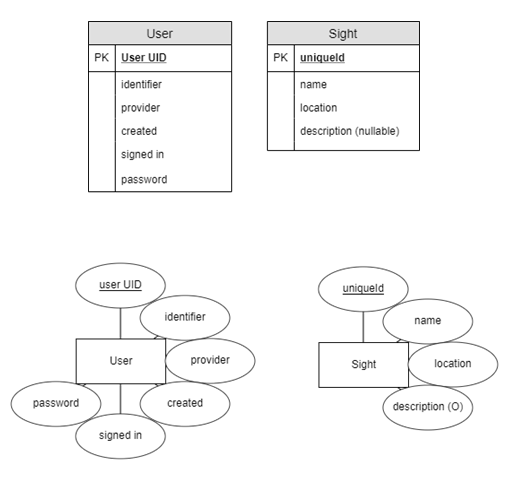 User
PK User UID
identifier
provider
created
signed in
password
Sight
PK uniqueId
name
location
description (nullable)
user UID
identifier
User
provider
password
created
signed in
uniqueId
name
Sight
location
description (O)